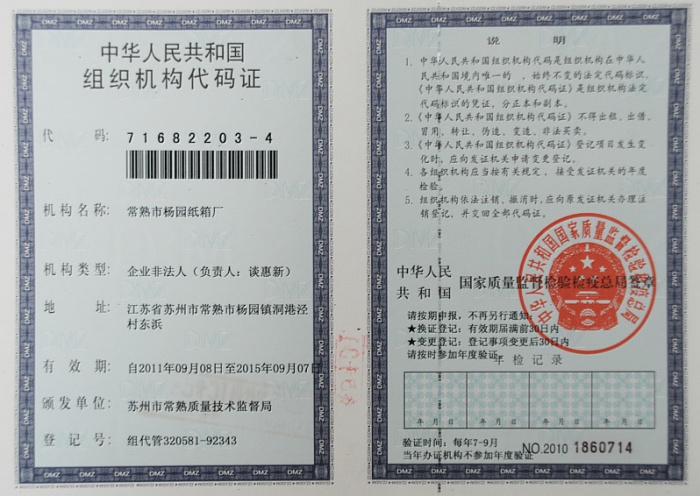 中华人民共和国
组织机构代码证
代 码: 71682203-4
机构名称: 常熟市杨园纸箱厂
机构类型: 企业非法人（负责人：谈惠新）
地 址: 江苏省苏州市常熟市杨园镇洞港泾
村东浜
有 效 期: 自2011年09月08日至2015年09月07日
颁发单位: 苏州市常熟质量技术监督局
登 记 号: 组代管320581-92343
说 明
1. 中华人民共和国组织机构代码是组织机构在中华人
民共和国境内唯一的、始终不变的法定代码标识，
《中华人民共和国组织机构代码证》是组织机构法定
代码标识的凭证，分正本和副本。
2. 《中华人民共和国组织机构代码证》不得出租、出借、
冒用、转让、伪造、变造、非法买卖。
3. 《中华人民共和国组织机构代码证》登记项目发生变
化时，应向发证机关申请变更登记。
4. 各组织机构应当按有关规定，接受发证机关的年度
检验。
5. 组织机构依法注销、撤消时，应向原发证机关办理注
销登记，并交回全部代码证。
中华人民
共和国 国家质量监督检验检疫总局签章
中华人民共和国国家质量监督检验检疫总局
请按期申报，不再另行通知：
★换证登记：有效期届满前30日内
★变更登记：登记事项变更后30日内
请按时参加年度验证。
年检记录
年 月 日 年 月 日 年 月 日 年 月 日
验证时间：每年7-9月
当年办证机构不参加年度验证
NO.2010 1860714